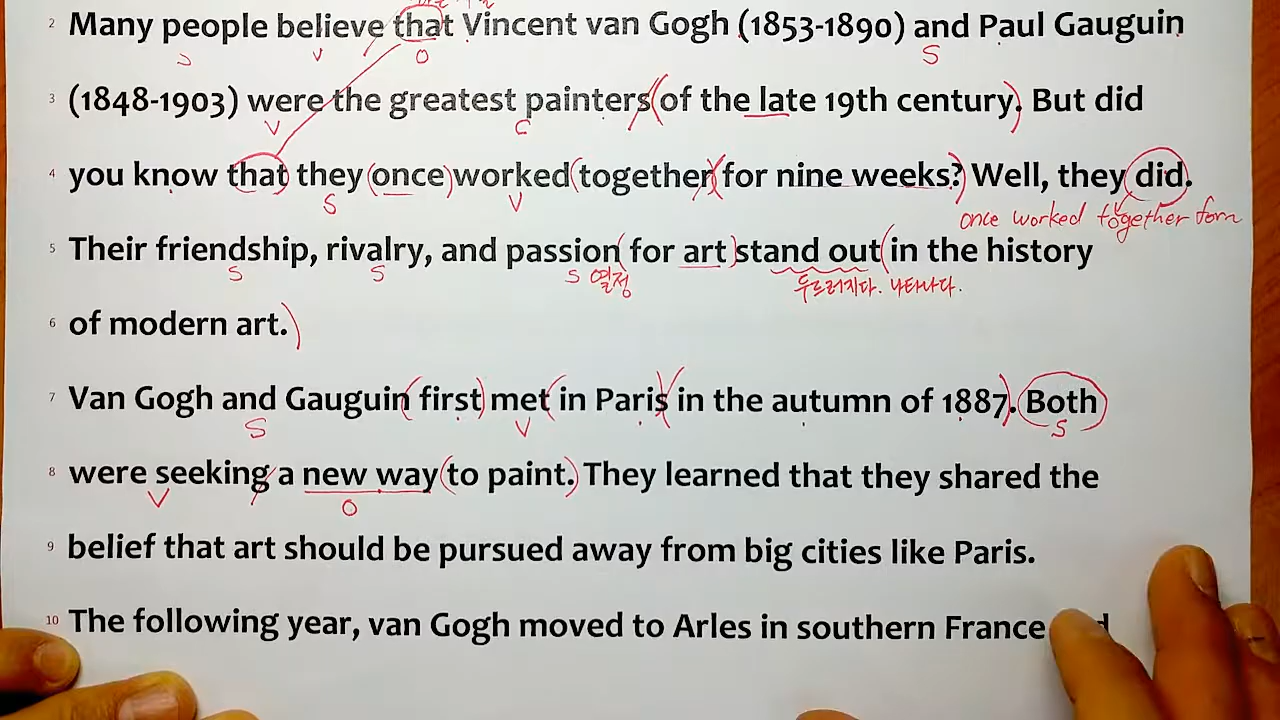 2 Many people believe that Vincent van Gogh (1853-1890) and Paul Gauguin
S V O S
3 (1848-1903) were the greatest painters of the late 19th century. But did
V C
4 you know that they once worked together for nine weeks? Well, they did.
S V once worked together
5 Their friendship, rivalry, and passion for art stand out in the history
S S S 열정 두드러지다. 나타나다.
6 of modern art.
7 Van Gogh and Gauguin first met in Paris in the autumn of 1887. Both
S V S
8 were seeking a new way to paint. They learned that they shared the
V O
9 belief that art should be pursued away from big cities like Paris.
10 The following year, van Gogh moved to Arles in southern France